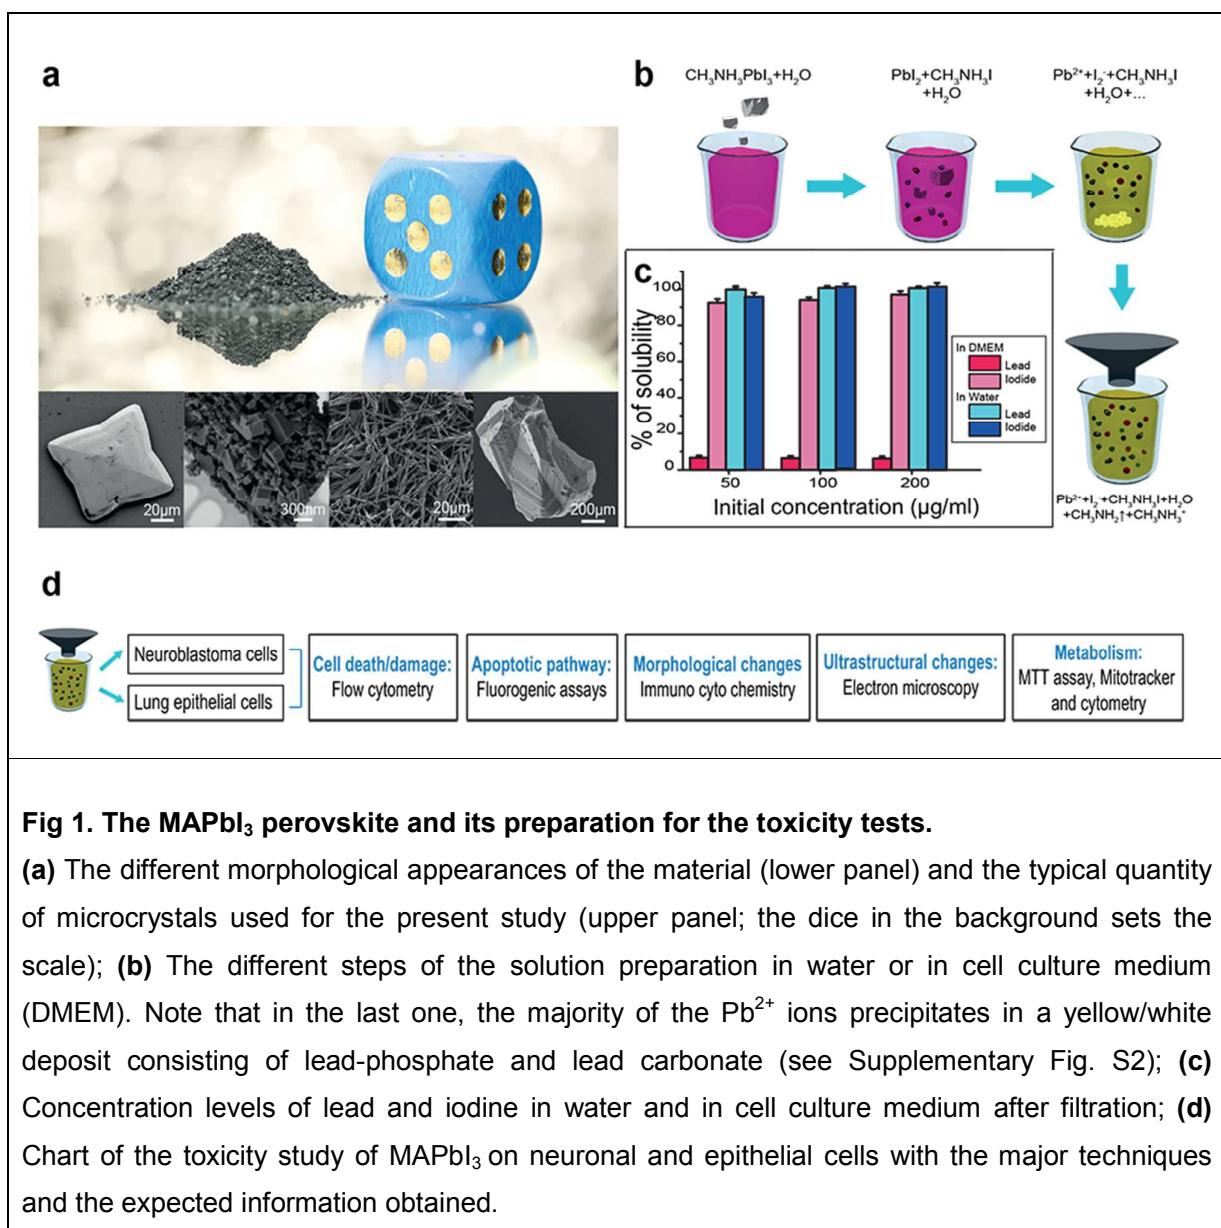 a
20µm
300nm
20µm
200µm
b
CH₃NH₃PbI₃+H₂O
PbI₂+CH₃NH₃I
+H₂O
Pb²⁺+I₂⁻+CH₃NH₃I
+H₂O+...
Pb²⁻+I₂⁻+CH₃NH₃I+H₂O
+CH₃NH₂↑+CH₃NH₃⁺
c
% of solubility
100
80
60
40
20
0
50
100
200
Initial concentration (µg/ml)
In DMEM
Lead
Iodide
In Water
Lead
Iodide
d
Neuroblastoma cells
Lung epithelial cells
Cell death/damage:
Flow cytometry
Apoptotic pathway:
Fluorogenic assays
Morphological changes
Immuno cyto chemistry
Ultrastructural changes:
Electron microscopy
Metabolism:
MTT assay, Mitotracker
and cytometry
Fig 1. The MAPbI₃ perovskite and its preparation for the toxicity tests.
(a) The different morphological appearances of the material (lower panel) and the typical quantity
of microcrystals used for the present study (upper panel; the dice in the background sets the
scale); (b) The different steps of the solution preparation in water or in cell culture medium
(DMEM). Note that in the last one, the majority of the Pb²⁺ ions precipitates in a yellow/white
deposit consisting of lead-phosphate and lead carbonate (see Supplementary Fig. S2); (c)
Concentration levels of lead and iodine in water and in cell culture medium after filtration; (d)
Chart of the toxicity study of MAPbI₃ on neuronal and epithelial cells with the major techniques
and the expected information obtained.